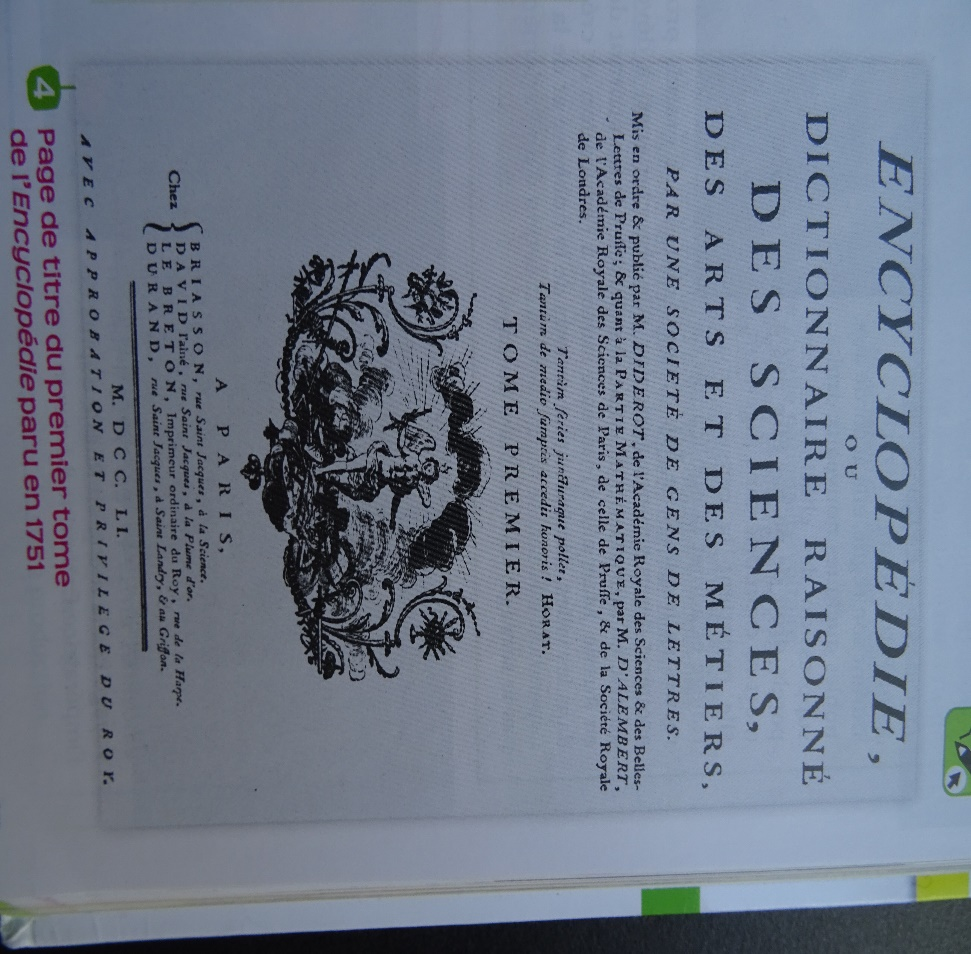 ENCYCLOPÉDIE,
OU
DICTIONNAIRE RAISONNÉ
DES SCIENCES,
DES ARTS ET DES MÉTIERS,
PAR UNE SOCIETÉ DE GENS DE LETTRES.
Mis en ordre & publié par M. DIDEROT, de l'Académie Royale des Sciences & des Belles-
Lettres de Prusse; & quant à la PARTIE MATHÉMATIQUE, par M. D'ALEMBERT,
de l'Académie Royale des Sciences de Paris, de celle de Prusse, & de la Société Royale
de Londres.
Tantùm series juncturaque pollet,
Tantùm de medio sumptis accedit honoris! HORAT.
TOME PREMIER.
A PARIS,
Chez
BRIASSON, rue Saint Jacques, à la Science.
DAVID l'aîné, rue Saint Jacques, à la Plume d'or.
LE BRETON, Imprimeur ordinaire du Roy, rue de la Harpe.
DURAND, rue Saint Jacques, à Saint Landry, & au Griffon.
M. DCC. LI.
AVEC APPROBATION ET PRIVILEGE DU ROY.
4 Page de titre du premier tome
de l'Encyclopédie paru en 1751